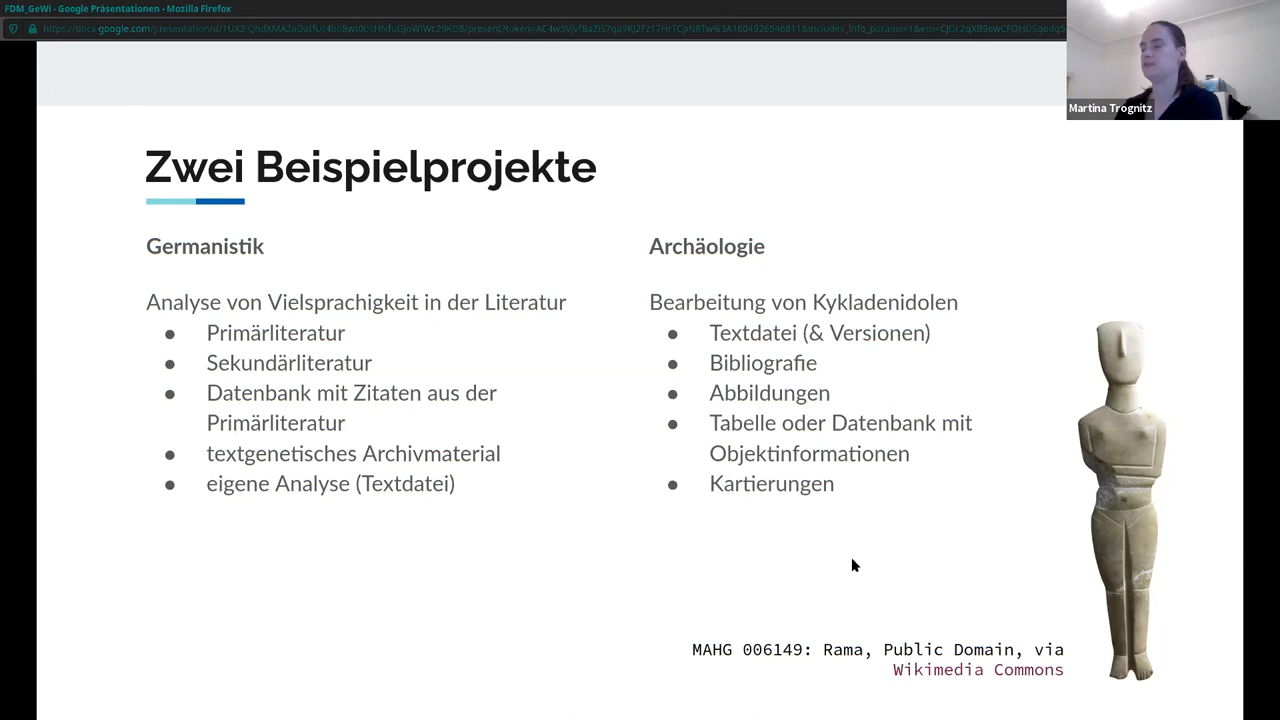 FDM_GeWi - Google Präsentationen - Mozilla Firefox
Martina Trognitz
Zwei Beispielprojekte
Germanistik
Analyse von Vielsprachigkeit in der Literatur
● Primärliteratur
● Sekundärliteratur
● Datenbank mit Zitaten aus der
Primärliteratur
● textgenetisches Archivmaterial
● eigene Analyse (Textdatei)
Archäologie
Bearbeitung von Kykladenidolen
● Textdatei (& Versionen)
● Bibliografie
● Abbildungen
● Tabelle oder Datenbank mit
Objektinformationen
● Kartierungen
MAHG 006149: Rama, Public Domain, via
Wikimedia Commons